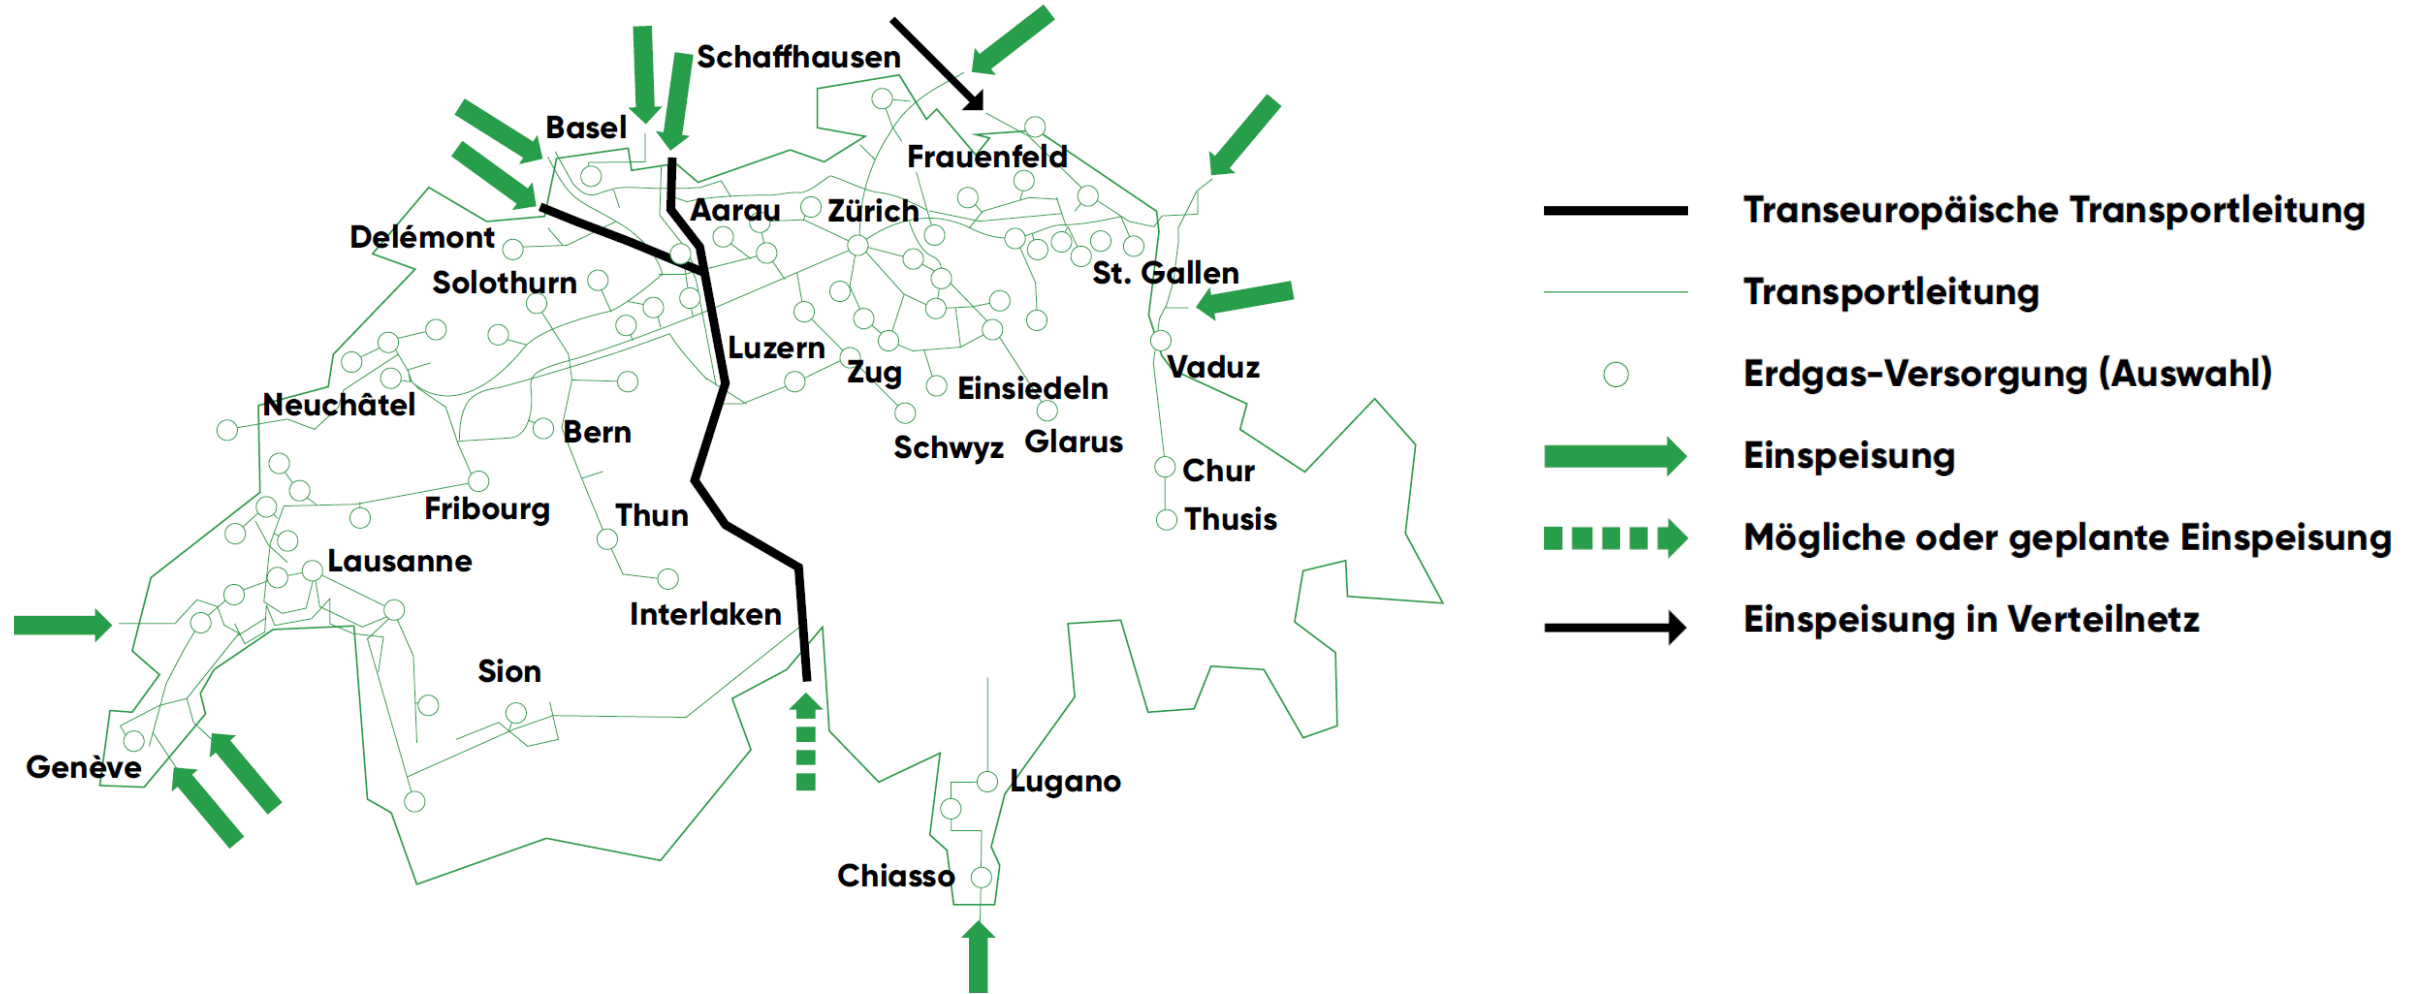 Schaffhausen
Basel
Frauenfeld
Aarau
Zürich
Delémont
St. Gallen
Solothurn
Luzern
Zug
Vaduz
Einsiedeln
Neuchâtel
Bern
Schwyz
Glarus
Chur
Fribourg
Thun
Thusis
Lausanne
Interlaken
Sion
Genève
Lugano
Chiasso
Transeuropäische Transportleitung
Transportleitung
Erdgas-Versorgung (Auswahl)
Einspeisung
Mögliche oder geplante Einspeisung
Einspeisung in Verteilnetz